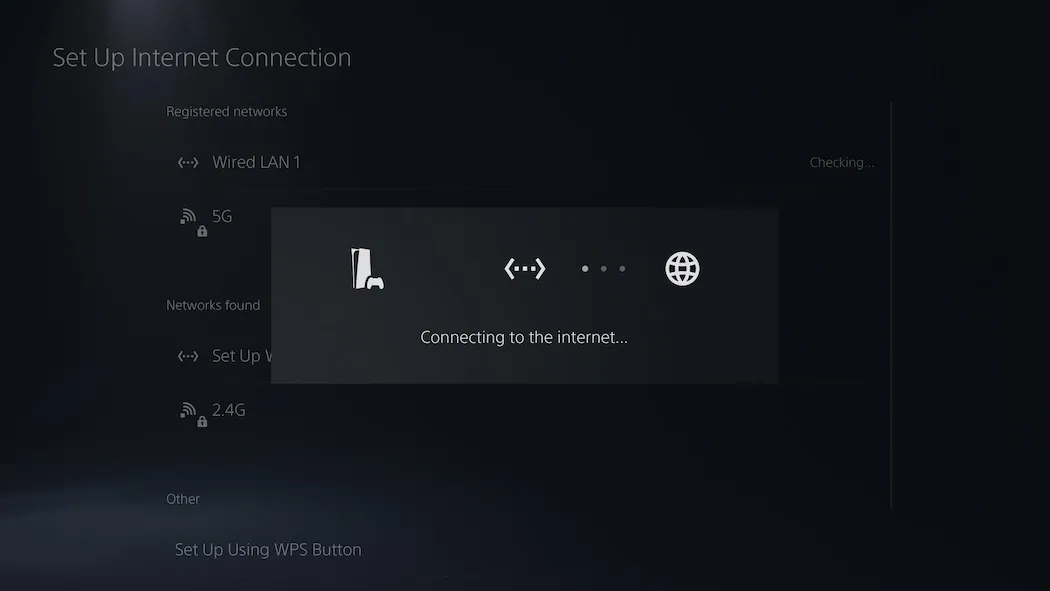 Set Up Internet Connection
Registered networks
Wired LAN 1
Checking...
5G
Connecting to the internet...
Networks found
Set Up
2.4G
Other
Set Up Using WPS Button